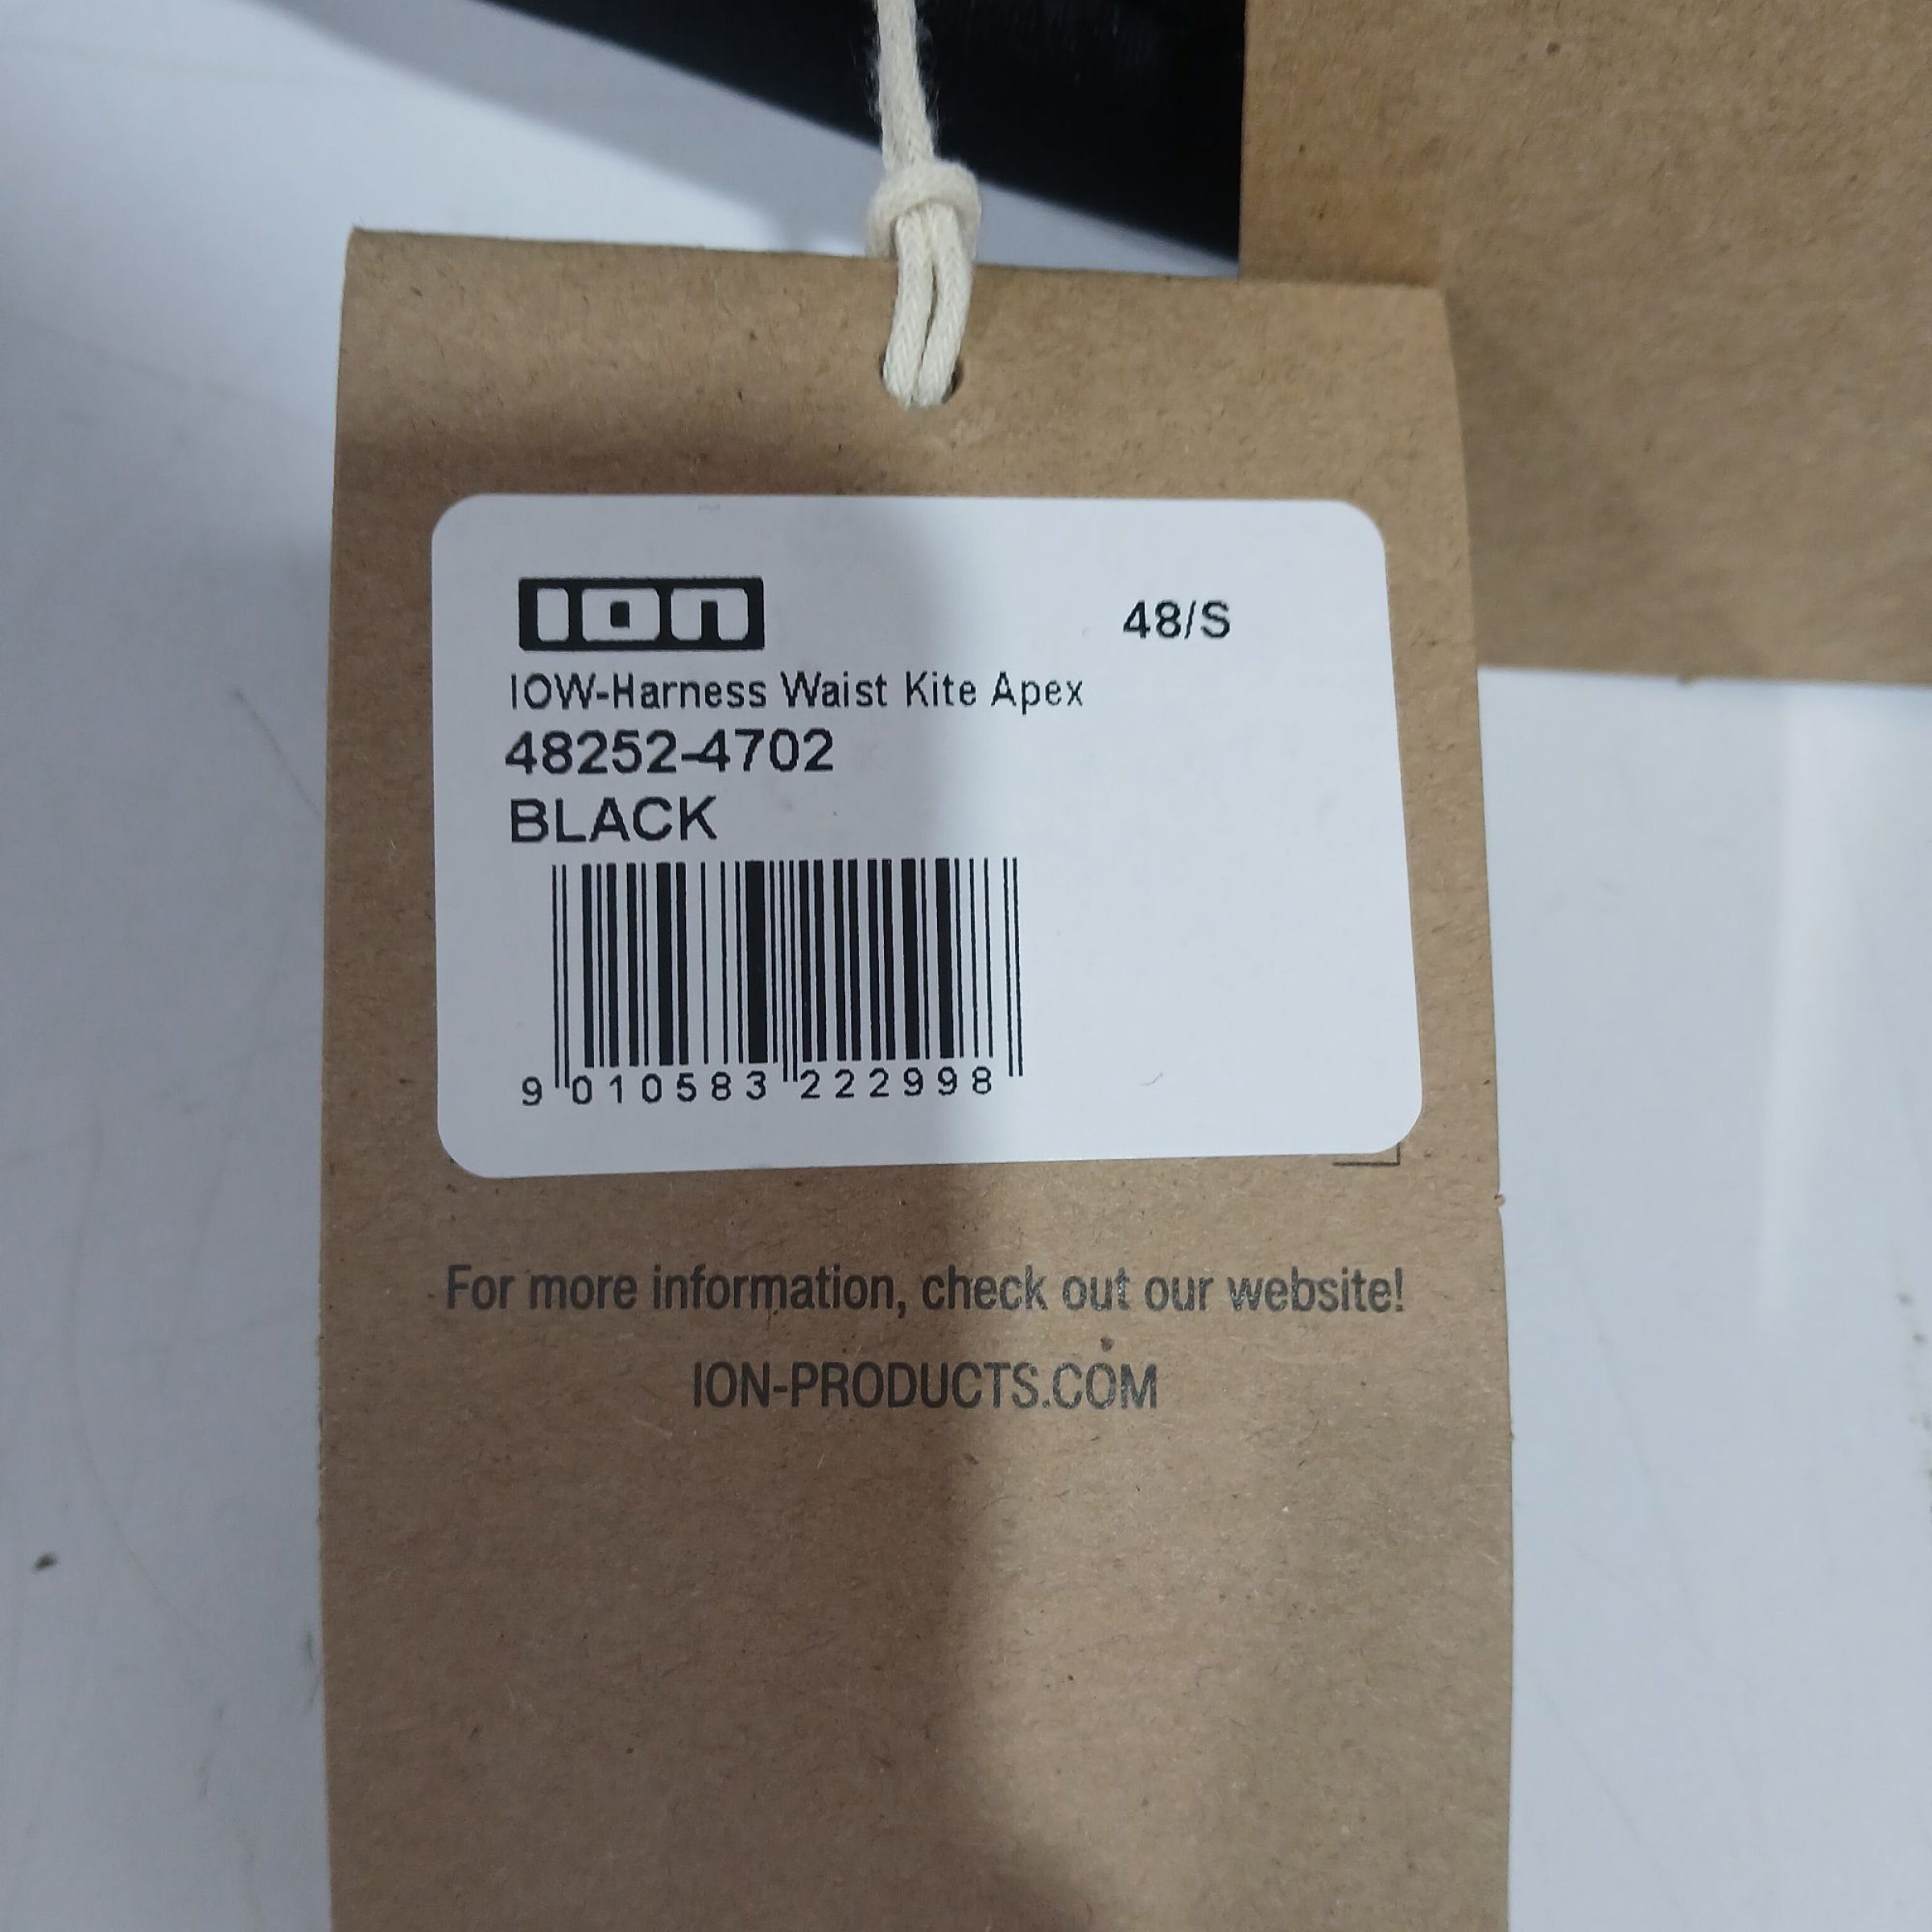 ion
48/S
IOW-Harness Waist Kite Apex
48252-4702
BLACK
9 010583 222998
For more information, check out our website!
ION-PRODUCTS.COM